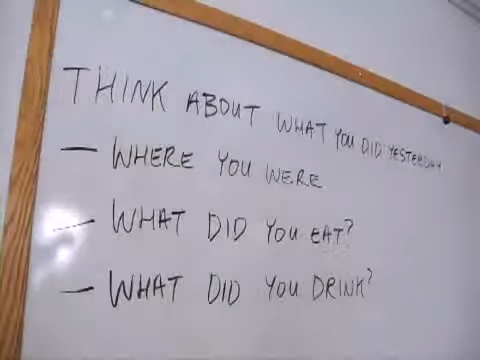 THINK ABOUT WHAT YOU DID YESTERDAY
— WHERE YOU WERE
— WHAT DID YOU EAT?
— WHAT DID YOU DRINK?